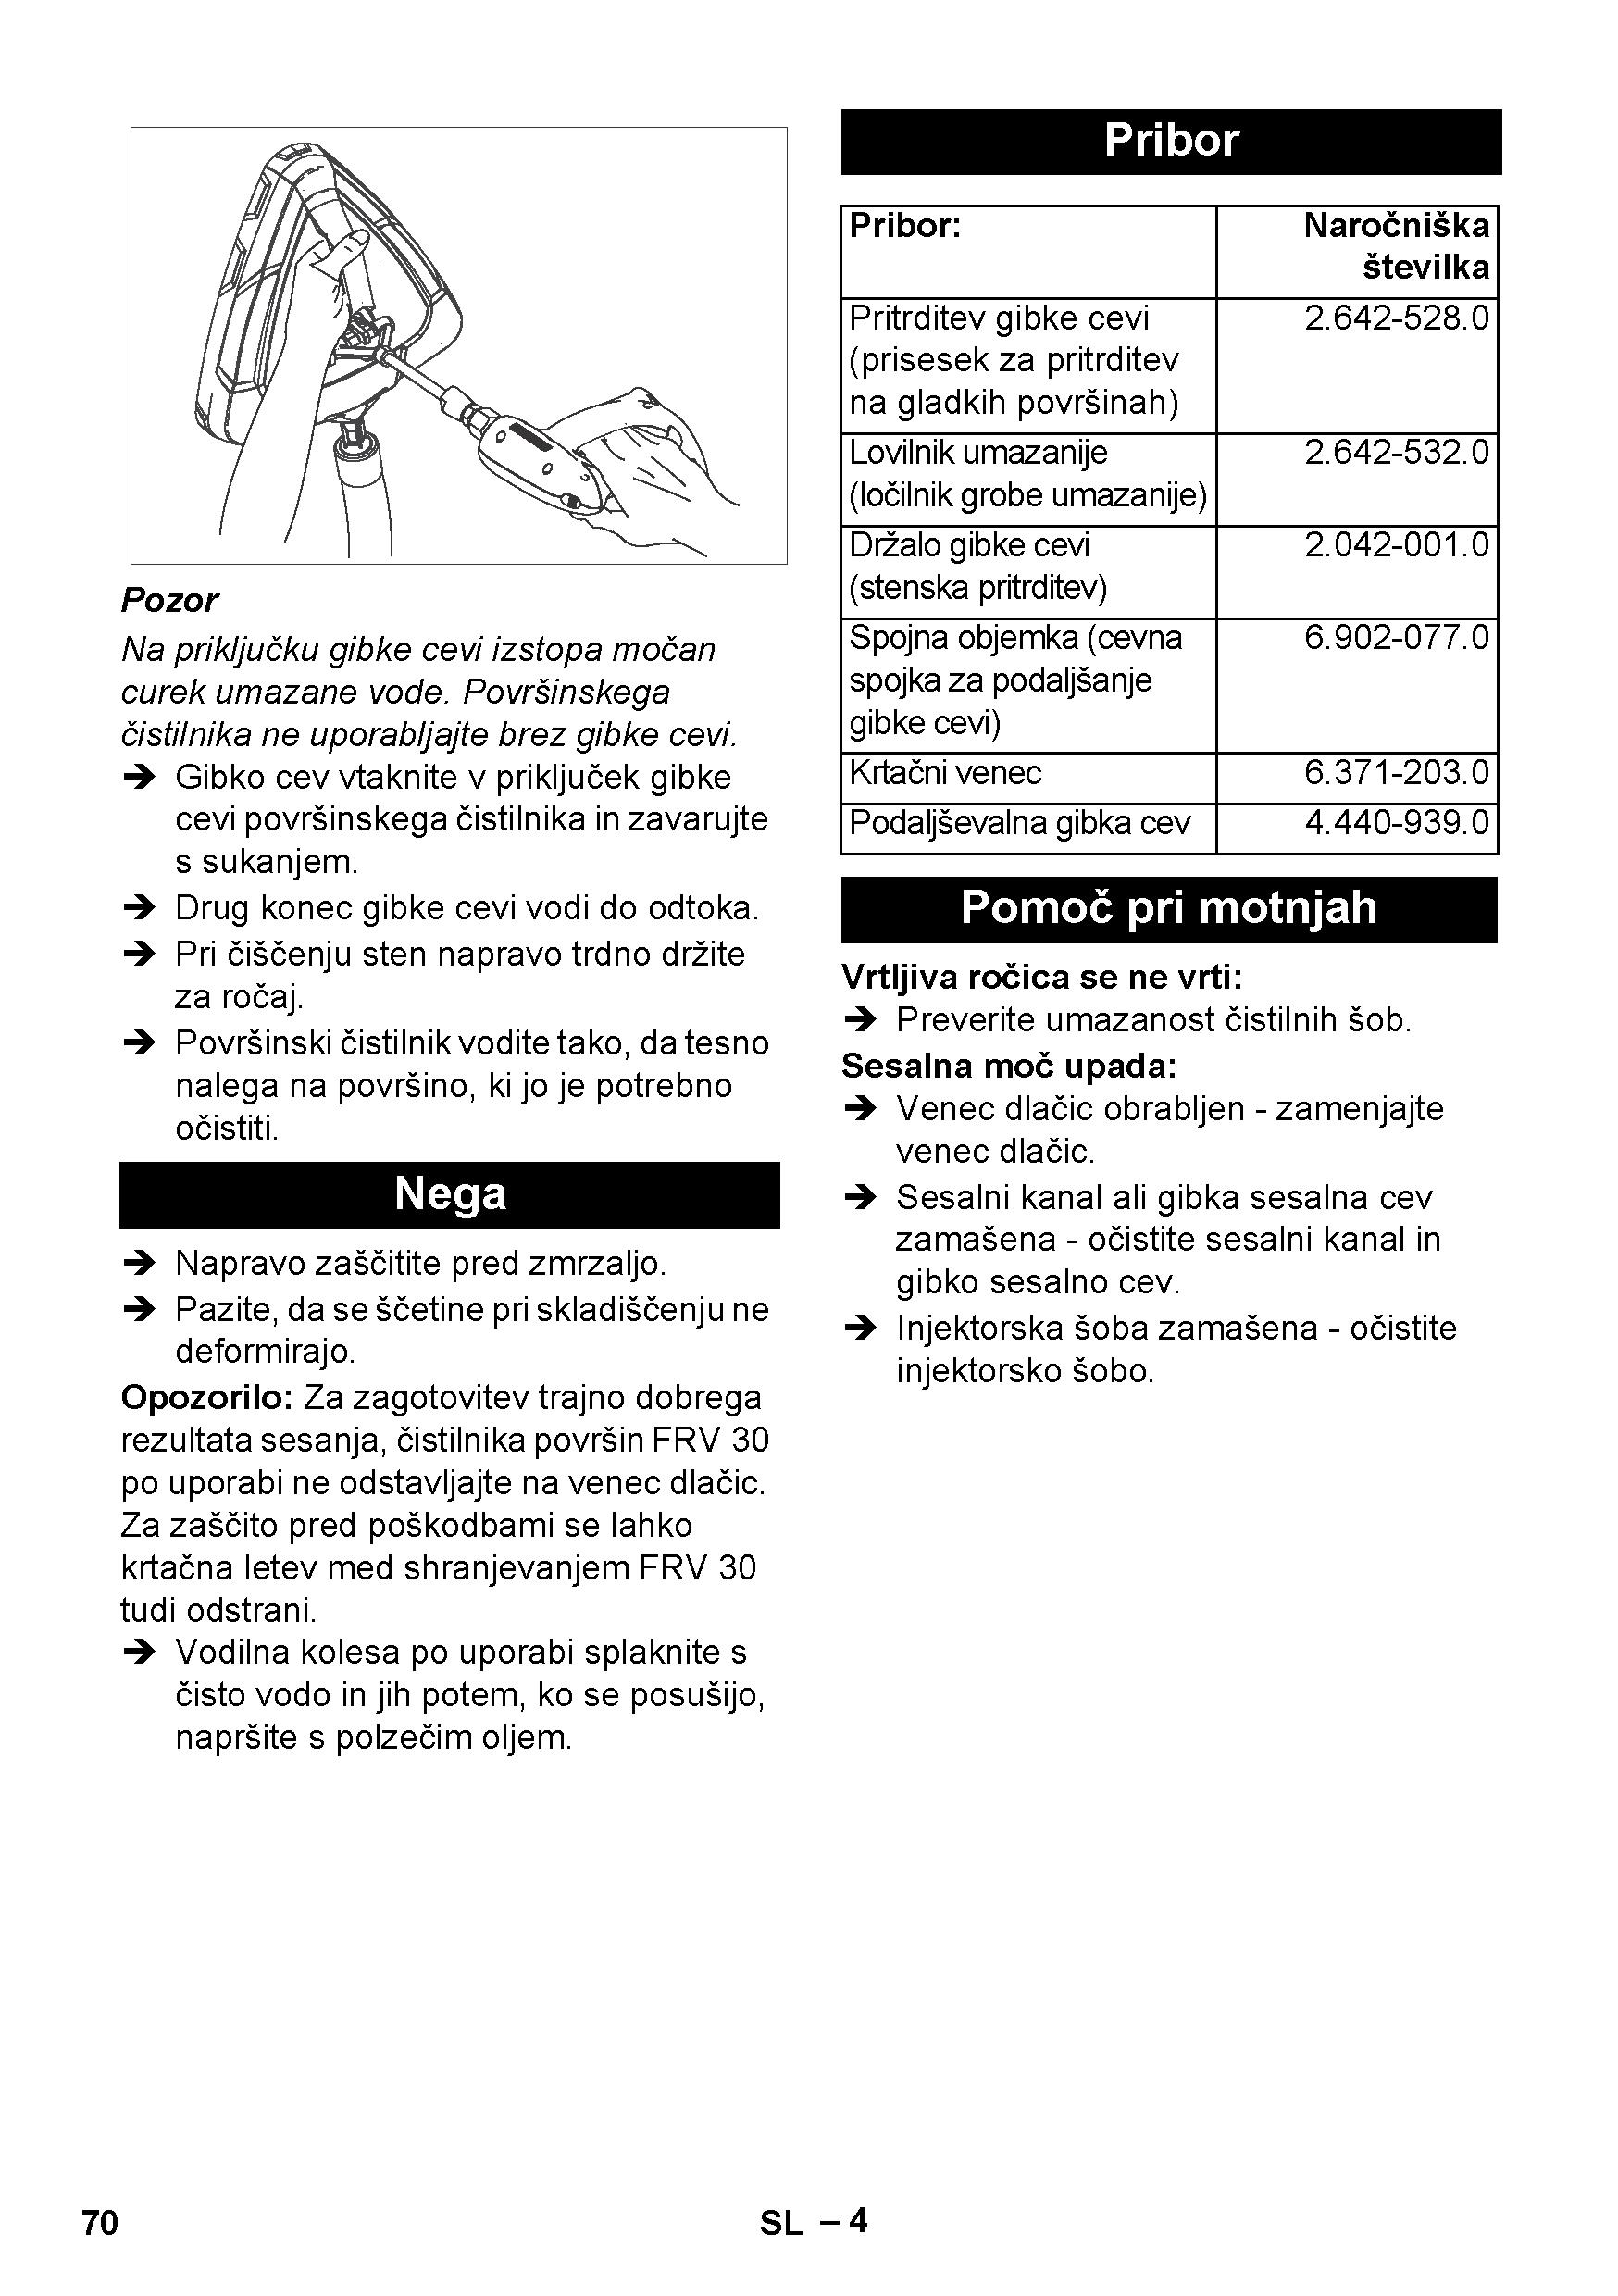 Pozor
Na priključku gibke cevi izstopa močan
curek umazane vode. Površinskega
čistilnika ne uporabljajte brez gibke cevi.
➔ Gibko cev vtaknite v priključek gibke
cevi površinskega čistilnika in zavarujte
s sukanjem.
➔ Drug konec gibke cevi vodi do odtoka.
➔ Pri čiščenju sten napravo trdno držite
za ročaj.
➔ Površinski čistilnik vodite tako, da tesno
nalega na površino, ki jo je potrebno
očistiti.
Nega
➔ Napravo zaščitite pred zmrzaljo.
➔ Pazite, da se ščetine pri skladiščenju ne
deformirajo.
Opozorilo: Za zagotovitev trajno dobrega
rezultata sesanja, čistilnika površin FRV 30
po uporabi ne odstavljajte na venec dlačic.
Za zaščito pred poškodbami se lahko
krtačna letev med shranjevanjem FRV 30
tudi odstrani.
➔ Vodilna kolesa po uporabi splaknite s
čisto vodo in jih potem, ko se posušijo,
napršite s polzečim oljem.
Pribor
Pribor: Naročniška
številka
Pritrditev gibke cevi 2.642-528.0
(prisesek za pritrditev
na gladkih površinah)
Lovilnik umazanije 2.642-532.0
(ločilnik grobe umazanije)
Držalo gibke cevi 2.042-001.0
(stenska pritrditev)
Spojna objemka (cevna 6.902-077.0
spojka za podaljšanje
gibke cevi)
Krtačni venec 6.371-203.0
Podaljševalna gibka cev 4.440-939.0
Pomoč pri motnjah
Vrtljiva ročica se ne vrti:
➔ Preverite umazanost čistilnih šob.
Sesalna moč upada:
➔ Venec dlačic obrabljen - zamenjajte
venec dlačic.
➔ Sesalni kanal ali gibka sesalna cev
zamašena - očistite sesalni kanal in
gibko sesalno cev.
➔ Injektorska šoba zamašena - očistite
injektorsko šobo.
70 SL – 4